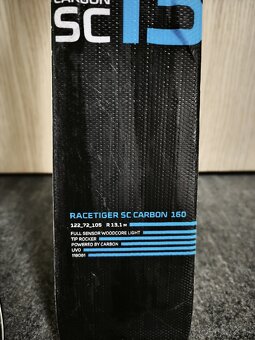 CARBON
SC
RACETIGER SC CARBON 160
122_72_105 R 13.1 M
FULL SENSOR WOODCORE LIGHT
TIP ROCKER
POWERED BY CARBON
UVO
118081